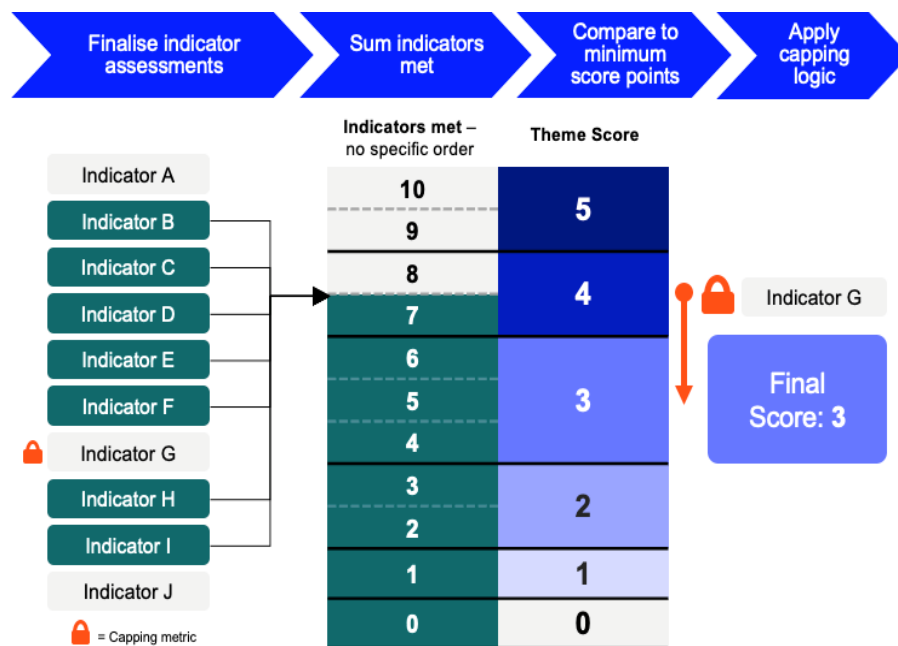 Finalise indicator
assessments
Sum indicators
met
Compare to
minimum
score points
Apply
capping
logic
Indicators met –
no specific order
Theme Score
Indicator A
Indicator B
Indicator C
Indicator D
Indicator E
Indicator F
Indicator G
Indicator H
Indicator I
Indicator J
= Capping metric
10
9
8
7
6
5
4
3
2
1
0
5
4
3
2
1
0
Indicator G
Final
Score: 3